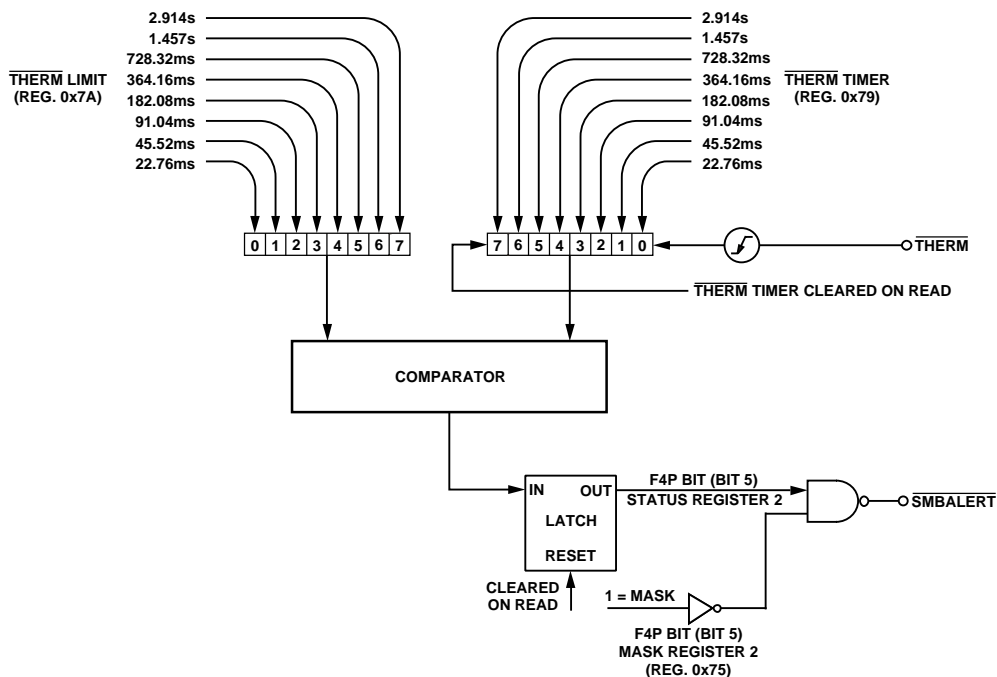 2.914s
1.457s
728.32ms
364.16ms
182.08ms
91.04ms
45.52ms
22.76ms
THERM LIMIT
(REG. 0x7A)
0 1 2 3 4 5 6 7
2.914s
1.457s
728.32ms
364.16ms
182.08ms
91.04ms
45.52ms
22.76ms
THERM TIMER
(REG. 0x79)
7 6 5 4 3 2 1 0
THERM
THERM TIMER CLEARED ON READ
COMPARATOR
IN OUT
LATCH
RESET
CLEARED
ON READ
F4P BIT (BIT 5)
STATUS REGISTER 2
SMBALERT
1 = MASK
F4P BIT (BIT 5)
MASK REGISTER 2
(REG. 0x75)